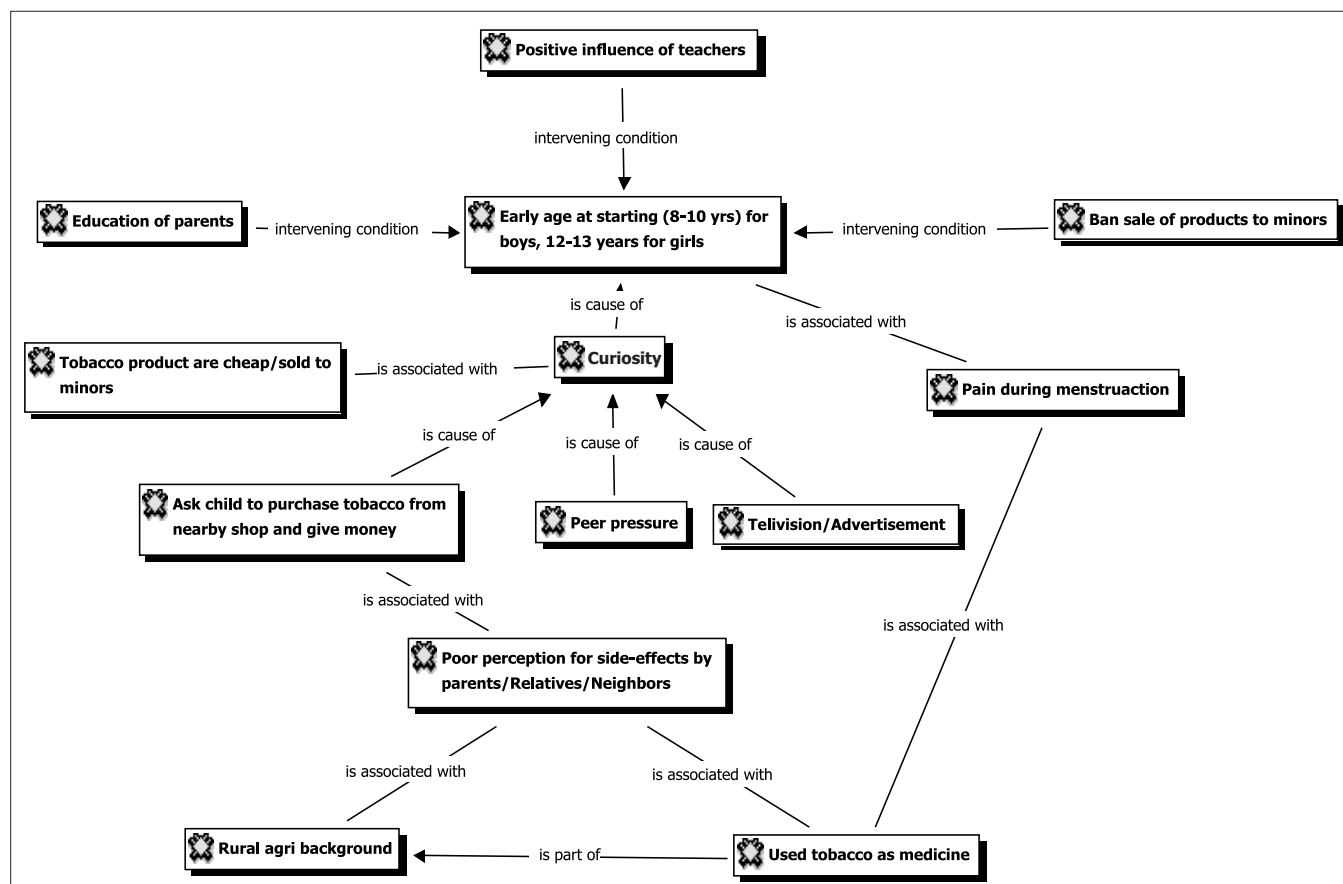 Positive influence of teachers
intervening condition
Education of parents
intervening condition
Early age at starting (8-10 yrs) for
boys, 12-13 years for girls
intervening condition
Ban sale of products to minors
is cause of
is associated with
Tobacco product are cheap/sold to
minors
is associated with
Curiosity
Pain during menstruaction
is cause of
is cause of
is cause of
Ask child to purchase tobacco from
nearby shop and give money
Peer pressure
Telivision/Advertisement
is associated with
is associated with
Poor perception for side-effects by
parents/Relatives/Neighbors
is associated with
is associated with
Rural agri background
is part of
Used tobacco as medicine